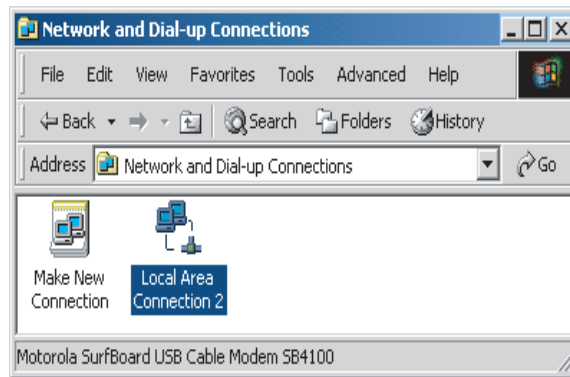 Network and Dial-up Connections
File Edit View Favorites Tools Advanced Help
Back Search Folders History
Address Network and Dial-up Connections Go
Make New Connection
Local Area Connection 2
Motorola SurfBoard USB Cable Modem SB4100